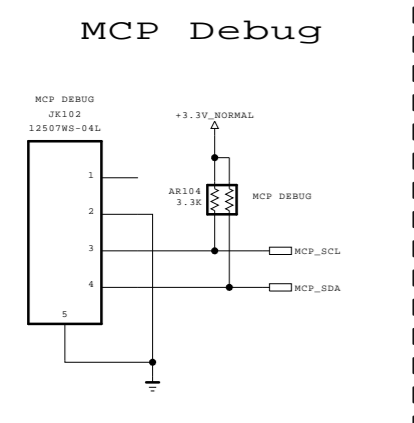 MCP Debug
MCP DEBUG
JK102
12507WS-04L
+3.3V_NORMAL
1
AR104
3.3K
MCP DEBUG
2
3
MCP_SCL
4
MCP_SDA
5